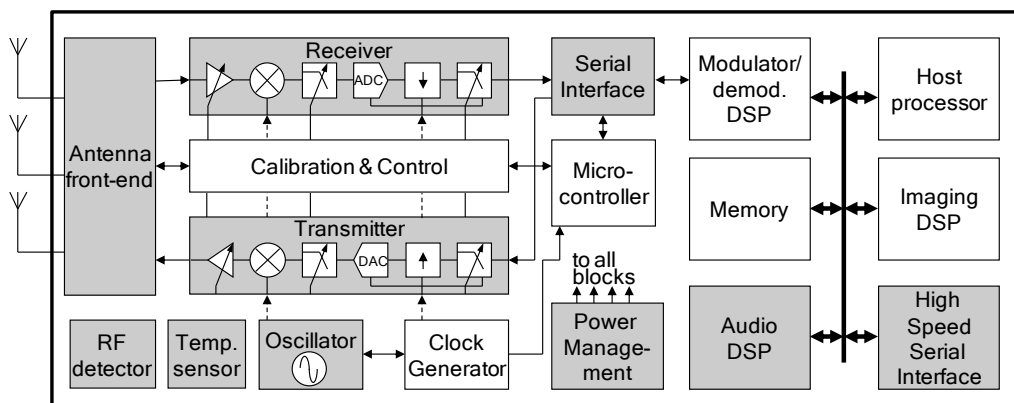 Receiver
ADC
Serial
Interface
Modulator/
demod.
DSP
Host
processor
Antenna
front-end
Calibration & Control
Micro-
controller
Memory
Imaging
DSP
Transmitter
DAC
to all
blocks
RF
detector
Temp.
sensor
Oscillator
Clock
Generator
Power
Manage-
ment
Audio
DSP
High
Speed
Serial
Interface